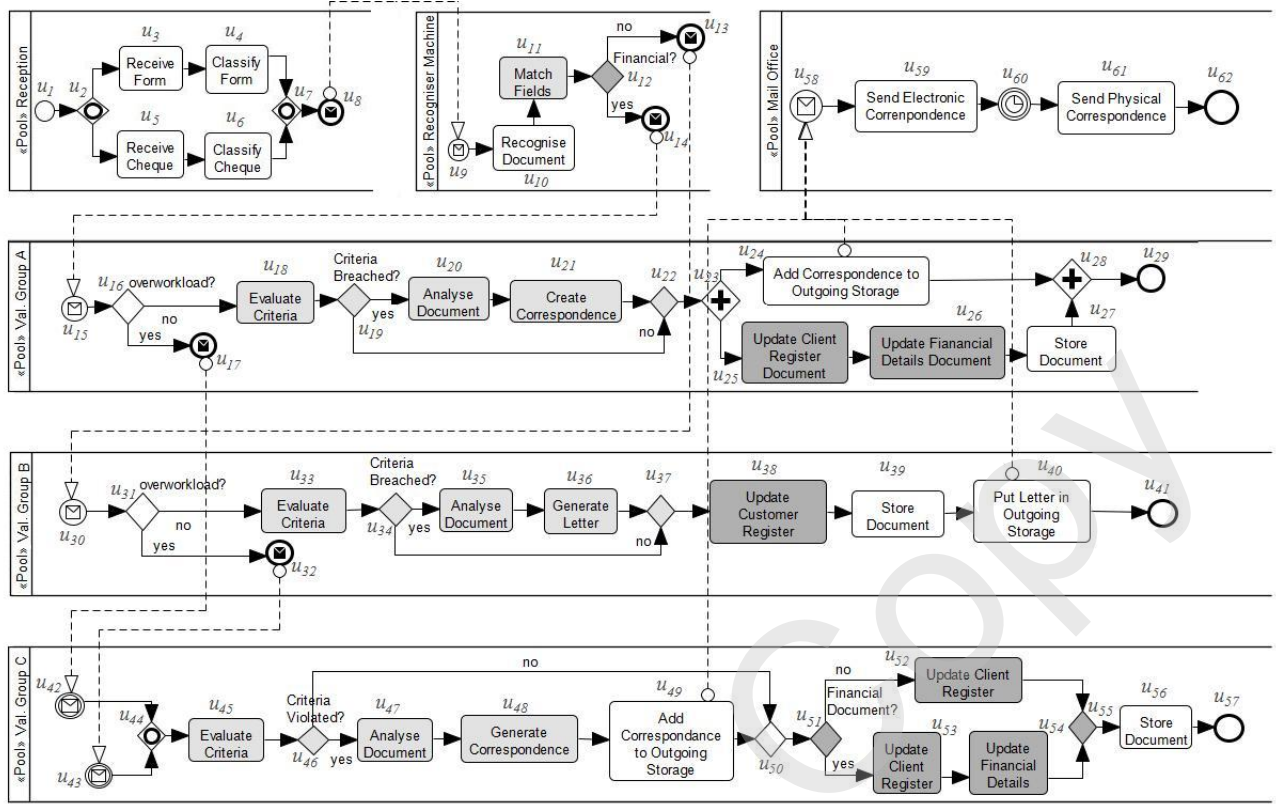 «Pool» Reception
u1
u2
u3
Receive
Form
u4
Classify
Form
u5
Receive
Cheque
u6
Classify
Cheque
u7
u8
«Pool» Recogniser Machine
u9
Recognise
Document
u10
u11
Match
Fields
Financial?
u12
no
yes
u13
u14
«Pool» Mail Office
u58
u59
Send Electronic
Correnpondence
u60
u61
Send Physical
Correspondence
u62
«Pool» Val. Group A
u15
u16
overworkload?
no
yes
u17
u18
Evaluate
Criteria
Criteria
Breached?
u19
yes
no
u20
Analyse
Document
u21
Create
Correspondence
u22
u23
u24
Add Correspondence to
Outgoing Storage
u25
Update Client
Register
Document
u26
Update Fianancial
Details Document
u27
Store
Document
u28
u29
«Pool» Val. Group B
u30
u31
overworkload?
no
yes
u32
u33
Evaluate
Criteria
Criteria
Breached?
u34
yes
no
u35
Analyse
Document
u36
Generate
Letter
u37
u38
Update
Customer
Register
u39
Store
Document
u40
Put Letter in
Outgoing
Storage
u41
«Pool» Val. Group C
u42
u43
u44
u45
Evaluate
Criteria
Criteria
Violated?
u46
yes
no
u47
Analyse
Document
u48
Generate
Correspondence
u49
Add
Correspondance
to Outgoing
Storage
u50
u51
no
Financial
Document?
yes
u52
Update Client
Register
u53
Update
Client
Register
u54
Update
Financial
Details
u55
u56
Store
Document
u57
Copy